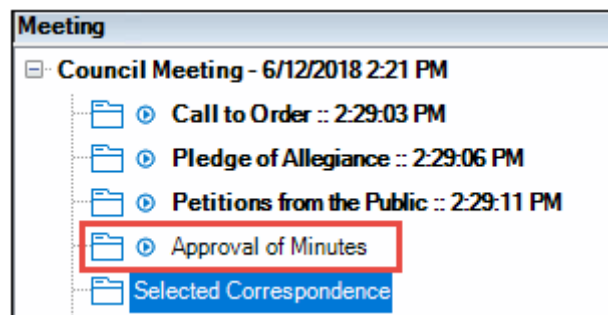 Meeting
Council Meeting - 6/12/2018 2:21 PM
Call to Order :: 2:29:03 PM
Pledge of Allegiance :: 2:29:06 PM
Petitions from the Public :: 2:29:11 PM
Approval of Minutes
Selected Correspondence